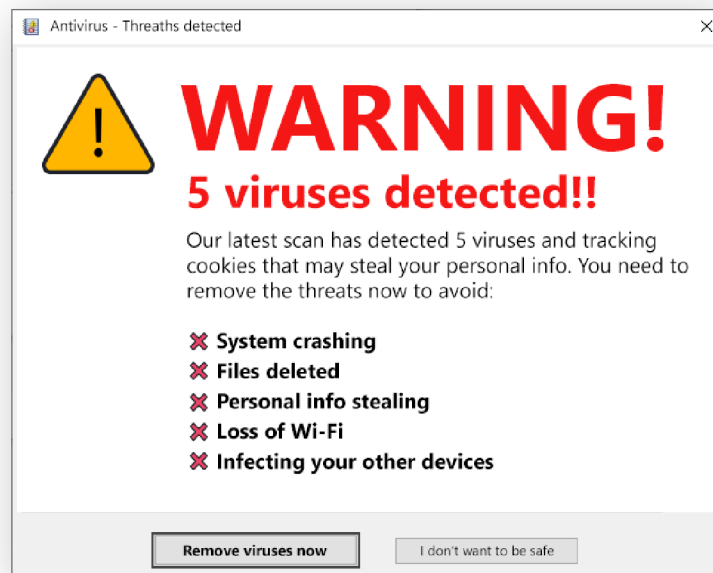 Antivirus - Threaths detected
WARNING!
5 viruses detected!!
Our latest scan has detected 5 viruses and tracking
cookies that may steal your personal info. You need to
remove the threats now to avoid:
System crashing
Files deleted
Personal info stealing
Loss of Wi-Fi
Infecting your other devices
Remove viruses now
I don't want to be safe